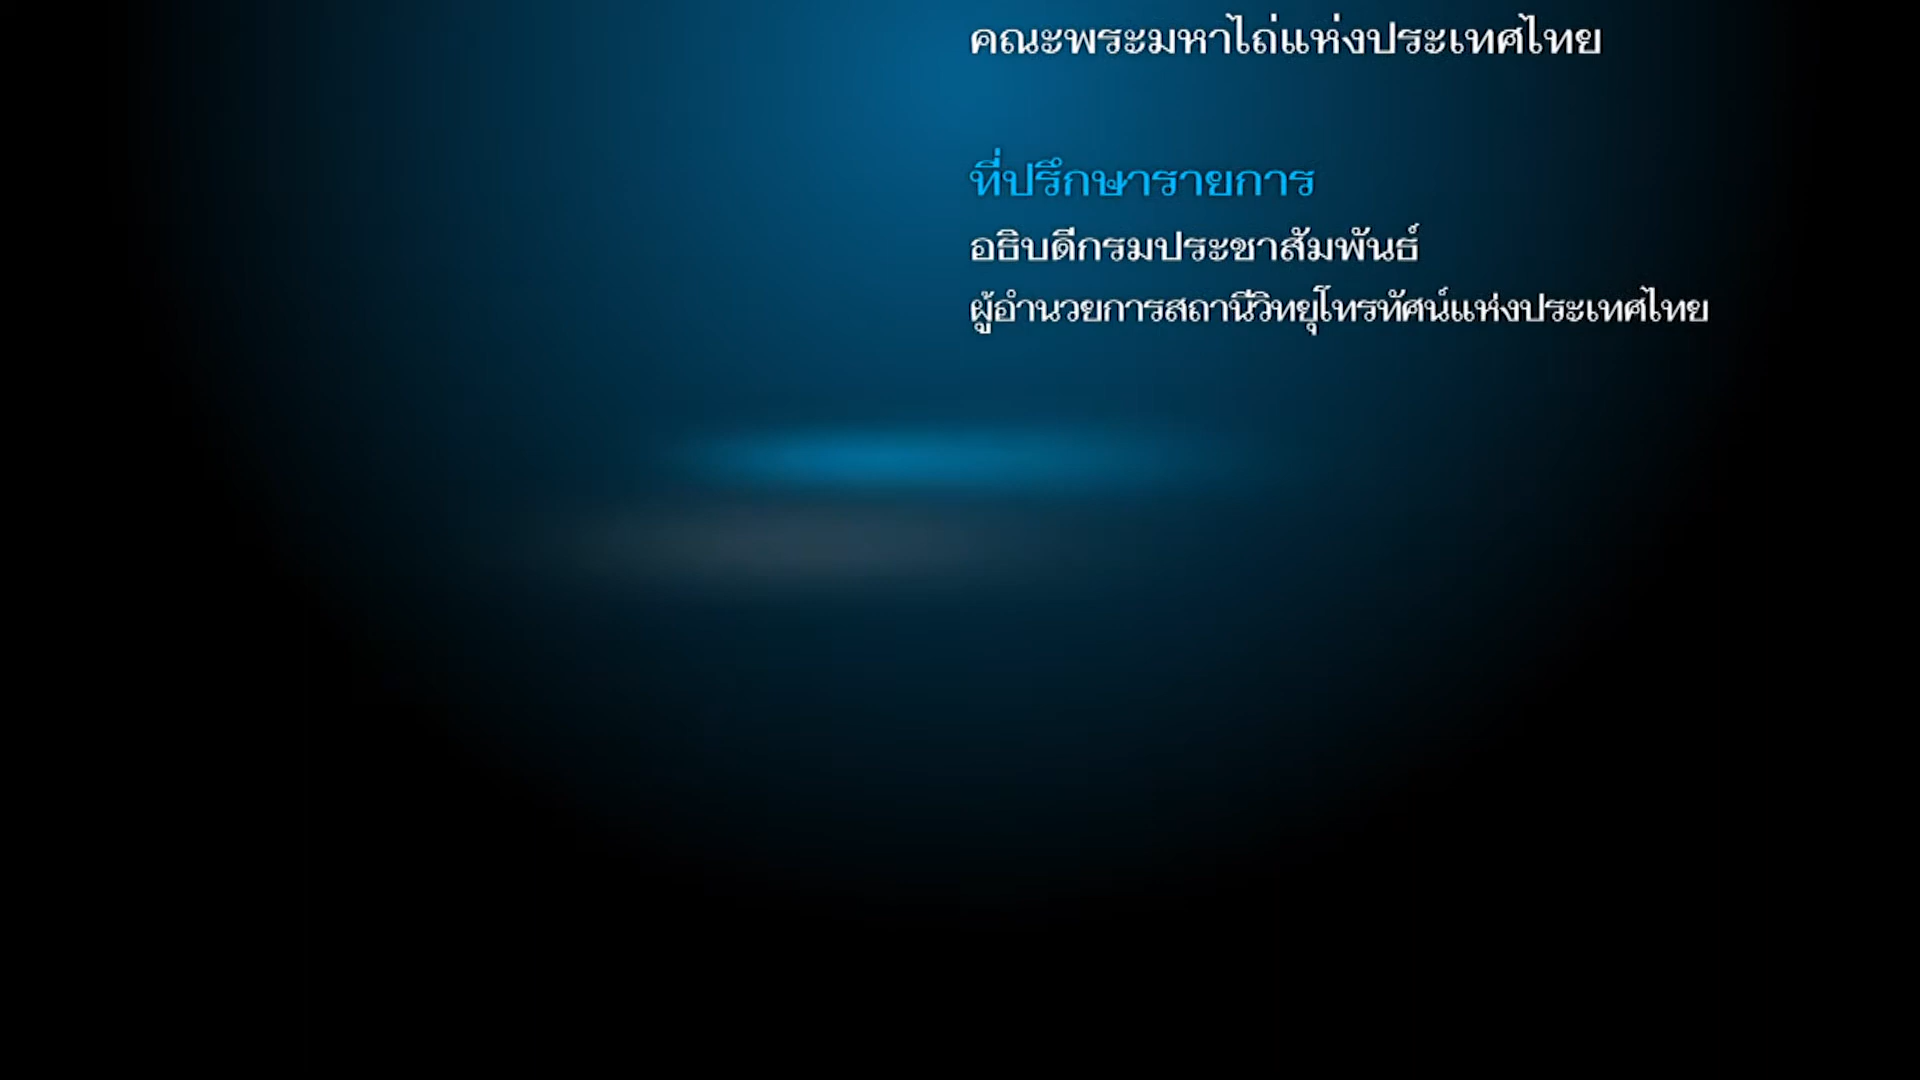 คณะพระมหาไถ่แห่งประเทศไทย
ที่ปรึกษารายการ
อธิบดีกรมประชาสัมพันธ์
ผู้อำนวยการสถานีวิทยุโทรทัศน์แห่งประเทศไทย